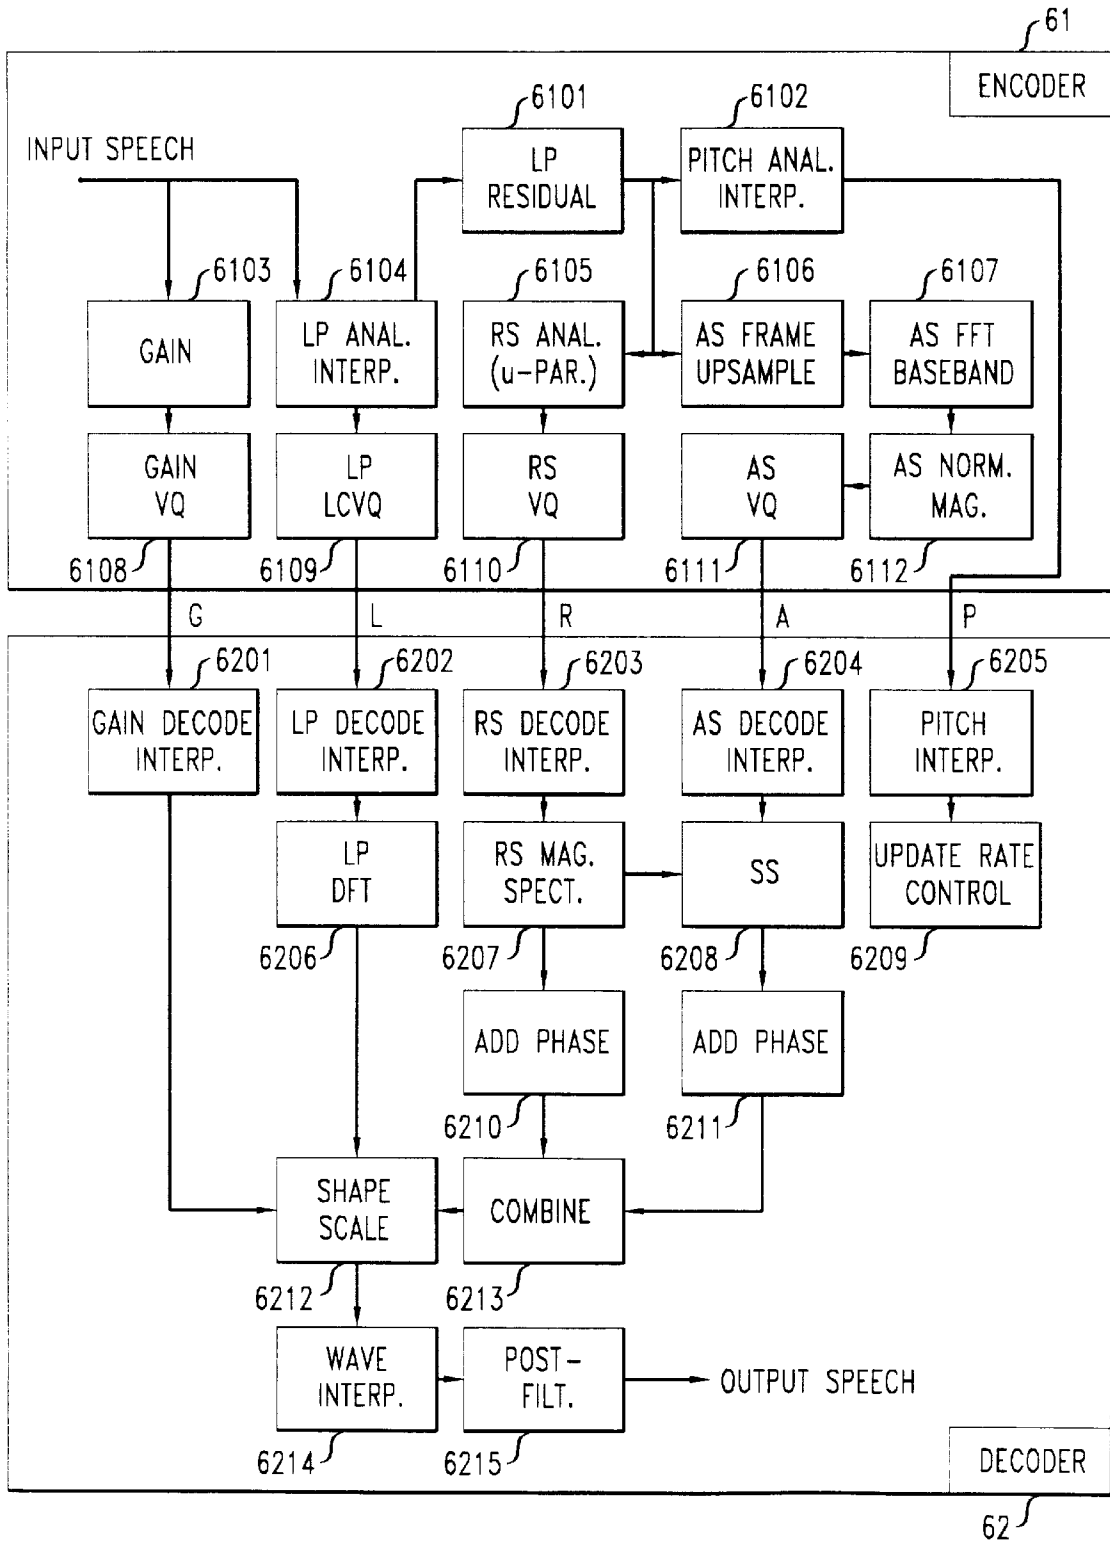 61
ENCODER
6101
6102
INPUT SPEECH
LP
RESIDUAL
PITCH ANAL.
INTERP.
6103
6104
6105
6106
6107
GAIN
LP ANAL.
INTERP.
RS ANAL.
(u-PAR.)
AS FRAME
UPSAMPLE
AS FFT
BASEBAND
GAIN
VQ
LP
LCVQ
RS
VQ
AS
VQ
AS NORM.
MAG.
6108
6109
6110
6111
6112
G
L
R
A
P
6201
6202
6203
6204
6205
GAIN DECODE
INTERP.
LP DECODE
INTERP.
RS DECODE
INTERP.
AS DECODE
INTERP.
PITCH
INTERP.
LP
DFT
RS MAG.
SPECT.
SS
UPDATE RATE
CONTROL
6206
6207
6208
6209
ADD PHASE
ADD PHASE
6210
6211
SHAPE
SCALE
COMBINE
6212
6213
WAVE
INTERP.
POST-
FILT.
OUTPUT SPEECH
6214
6215
DECODER
62